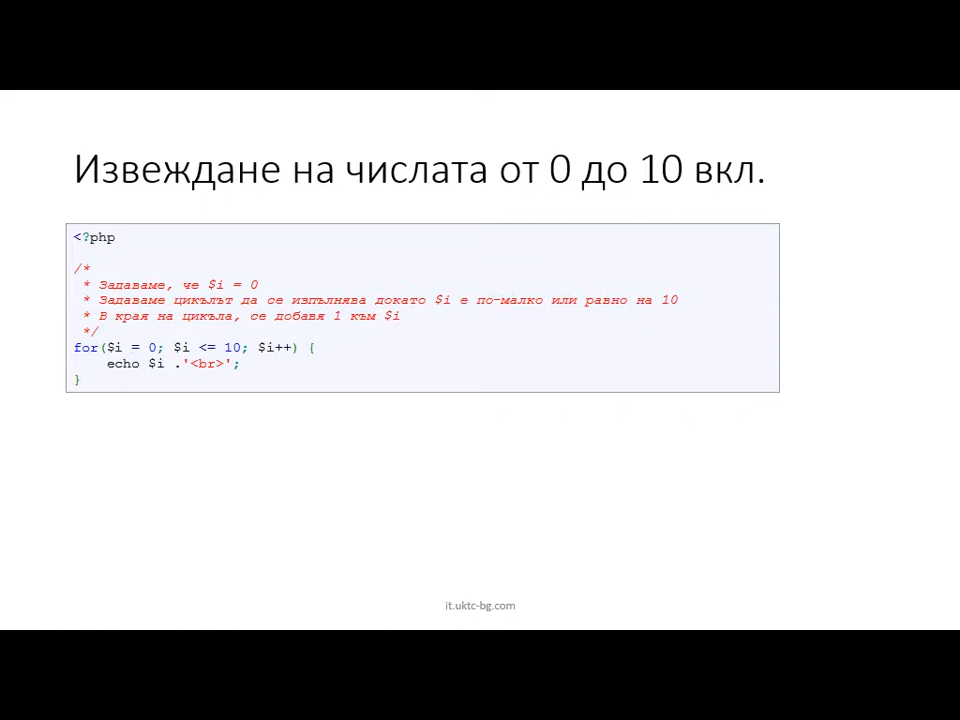 Извеждане на числата от 0 до 10 вкл.
<?php
/*
* Задаваме, че $i = 0
* Задаваме цикълът да се изпълнява докато $i е по-малко или равно на 10
* В края на цикъла, се добавя 1 към $i
*/
for($i = 0; $i <= 10; $i++) {
echo $i .'<br>';
}
it.uktc-bg.com